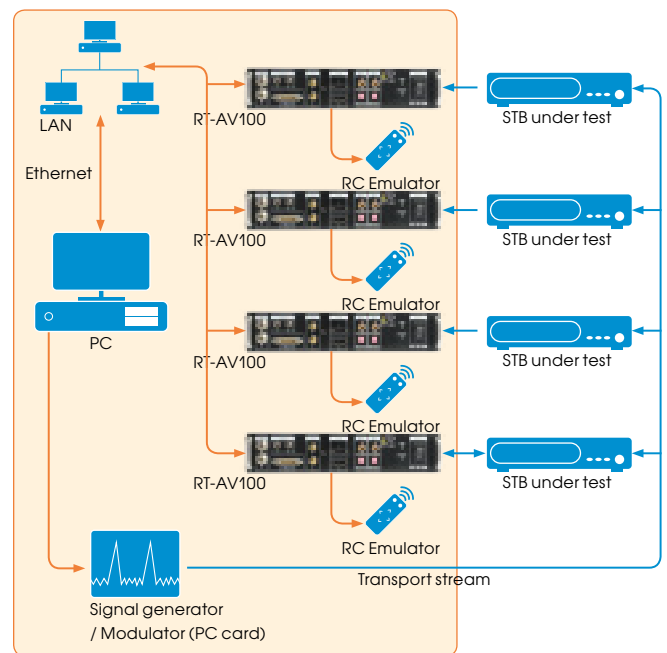 LAN
RT-AV100
STB under test
Ethernet
RC Emulator
RT-AV100
STB under test
RC Emulator
PC
RT-AV100
STB under test
RC Emulator
RT-AV100
STB under test
RC Emulator
Transport stream
Signal generator
/ Modulator (PC card)